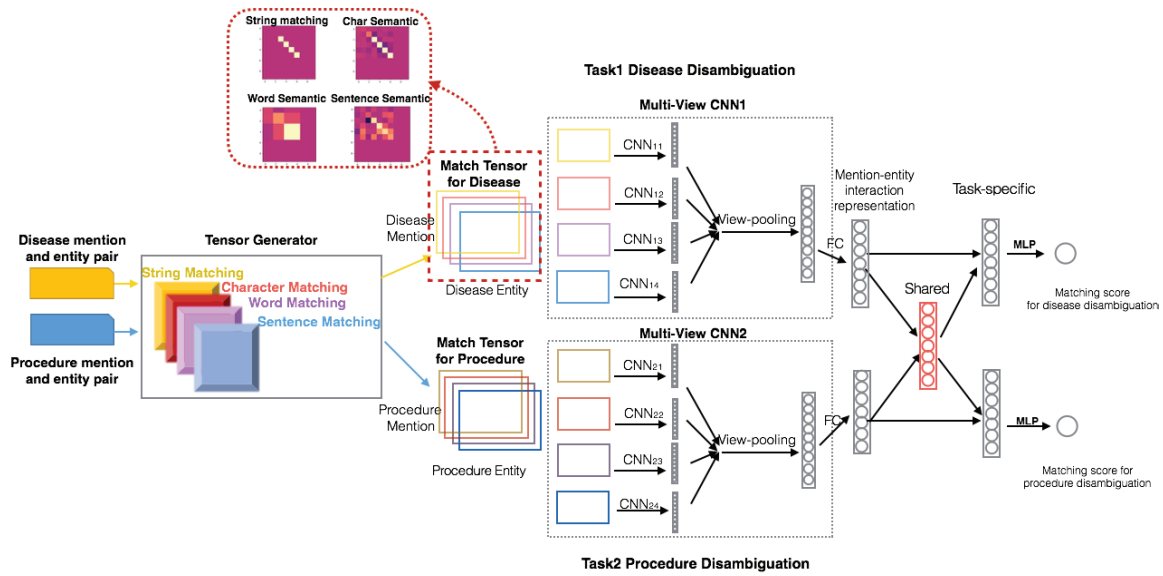 String matching
Char Semantic
Word Semantic
Sentence Semantic
Task1 Disease Disambiguation
Multi-View CNN1
CNN11
CNN12
CNN13
CNN14
View-pooling
FC
Mention-entity
interaction
representation
Task-specific
MLP
Matching score
for disease disambiguation
Shared
Match Tensor
for Disease
Disease
Mention
Disease Entity
Disease mention
and entity pair
Procedure mention
and entity pair
Tensor Generator
String Matching
Character Matching
Word Matching
Sentence Matching
Match Tensor
for Procedure
Procedure
Mention
Procedure Entity
Multi-View CNN2
CNN21
CNN22
CNN23
CNN24
View-pooling
FC
MLP
Matching score for
procedure disambiguation
Task2 Procedure Disambiguation